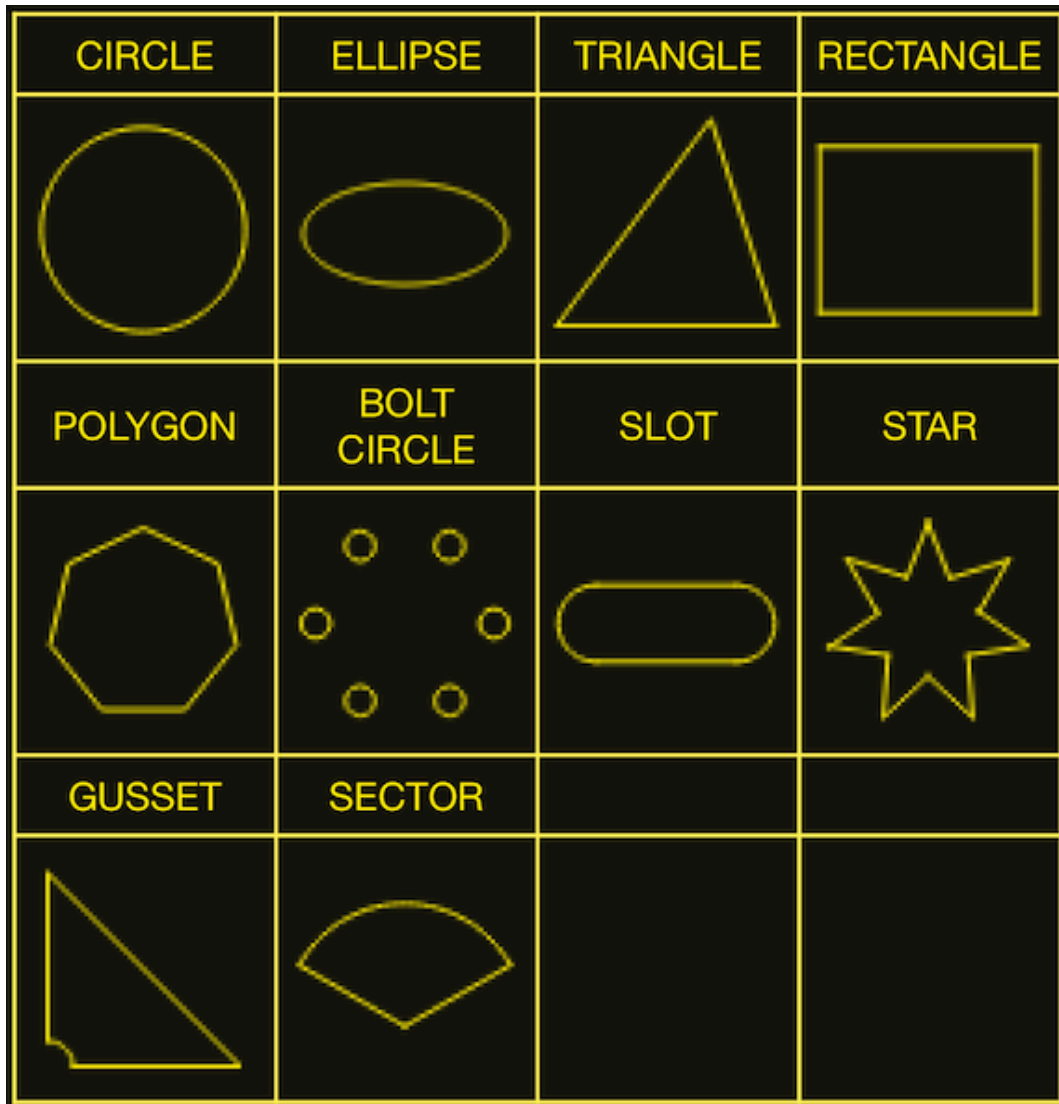 CIRCLE
ELLIPSE
TRIANGLE
RECTANGLE
POLYGON
BOLT
CIRCLE
SLOT
STAR
GUSSET
SECTOR